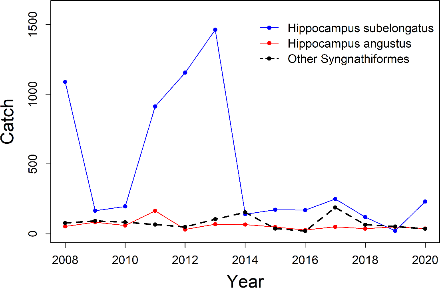 1500
1000
500
0
Catch
Hippocampus subelongatus
Hippocampus angustus
Other Syngnathiformes
2008 2010 2012 2014 2016 2018 2020
Year